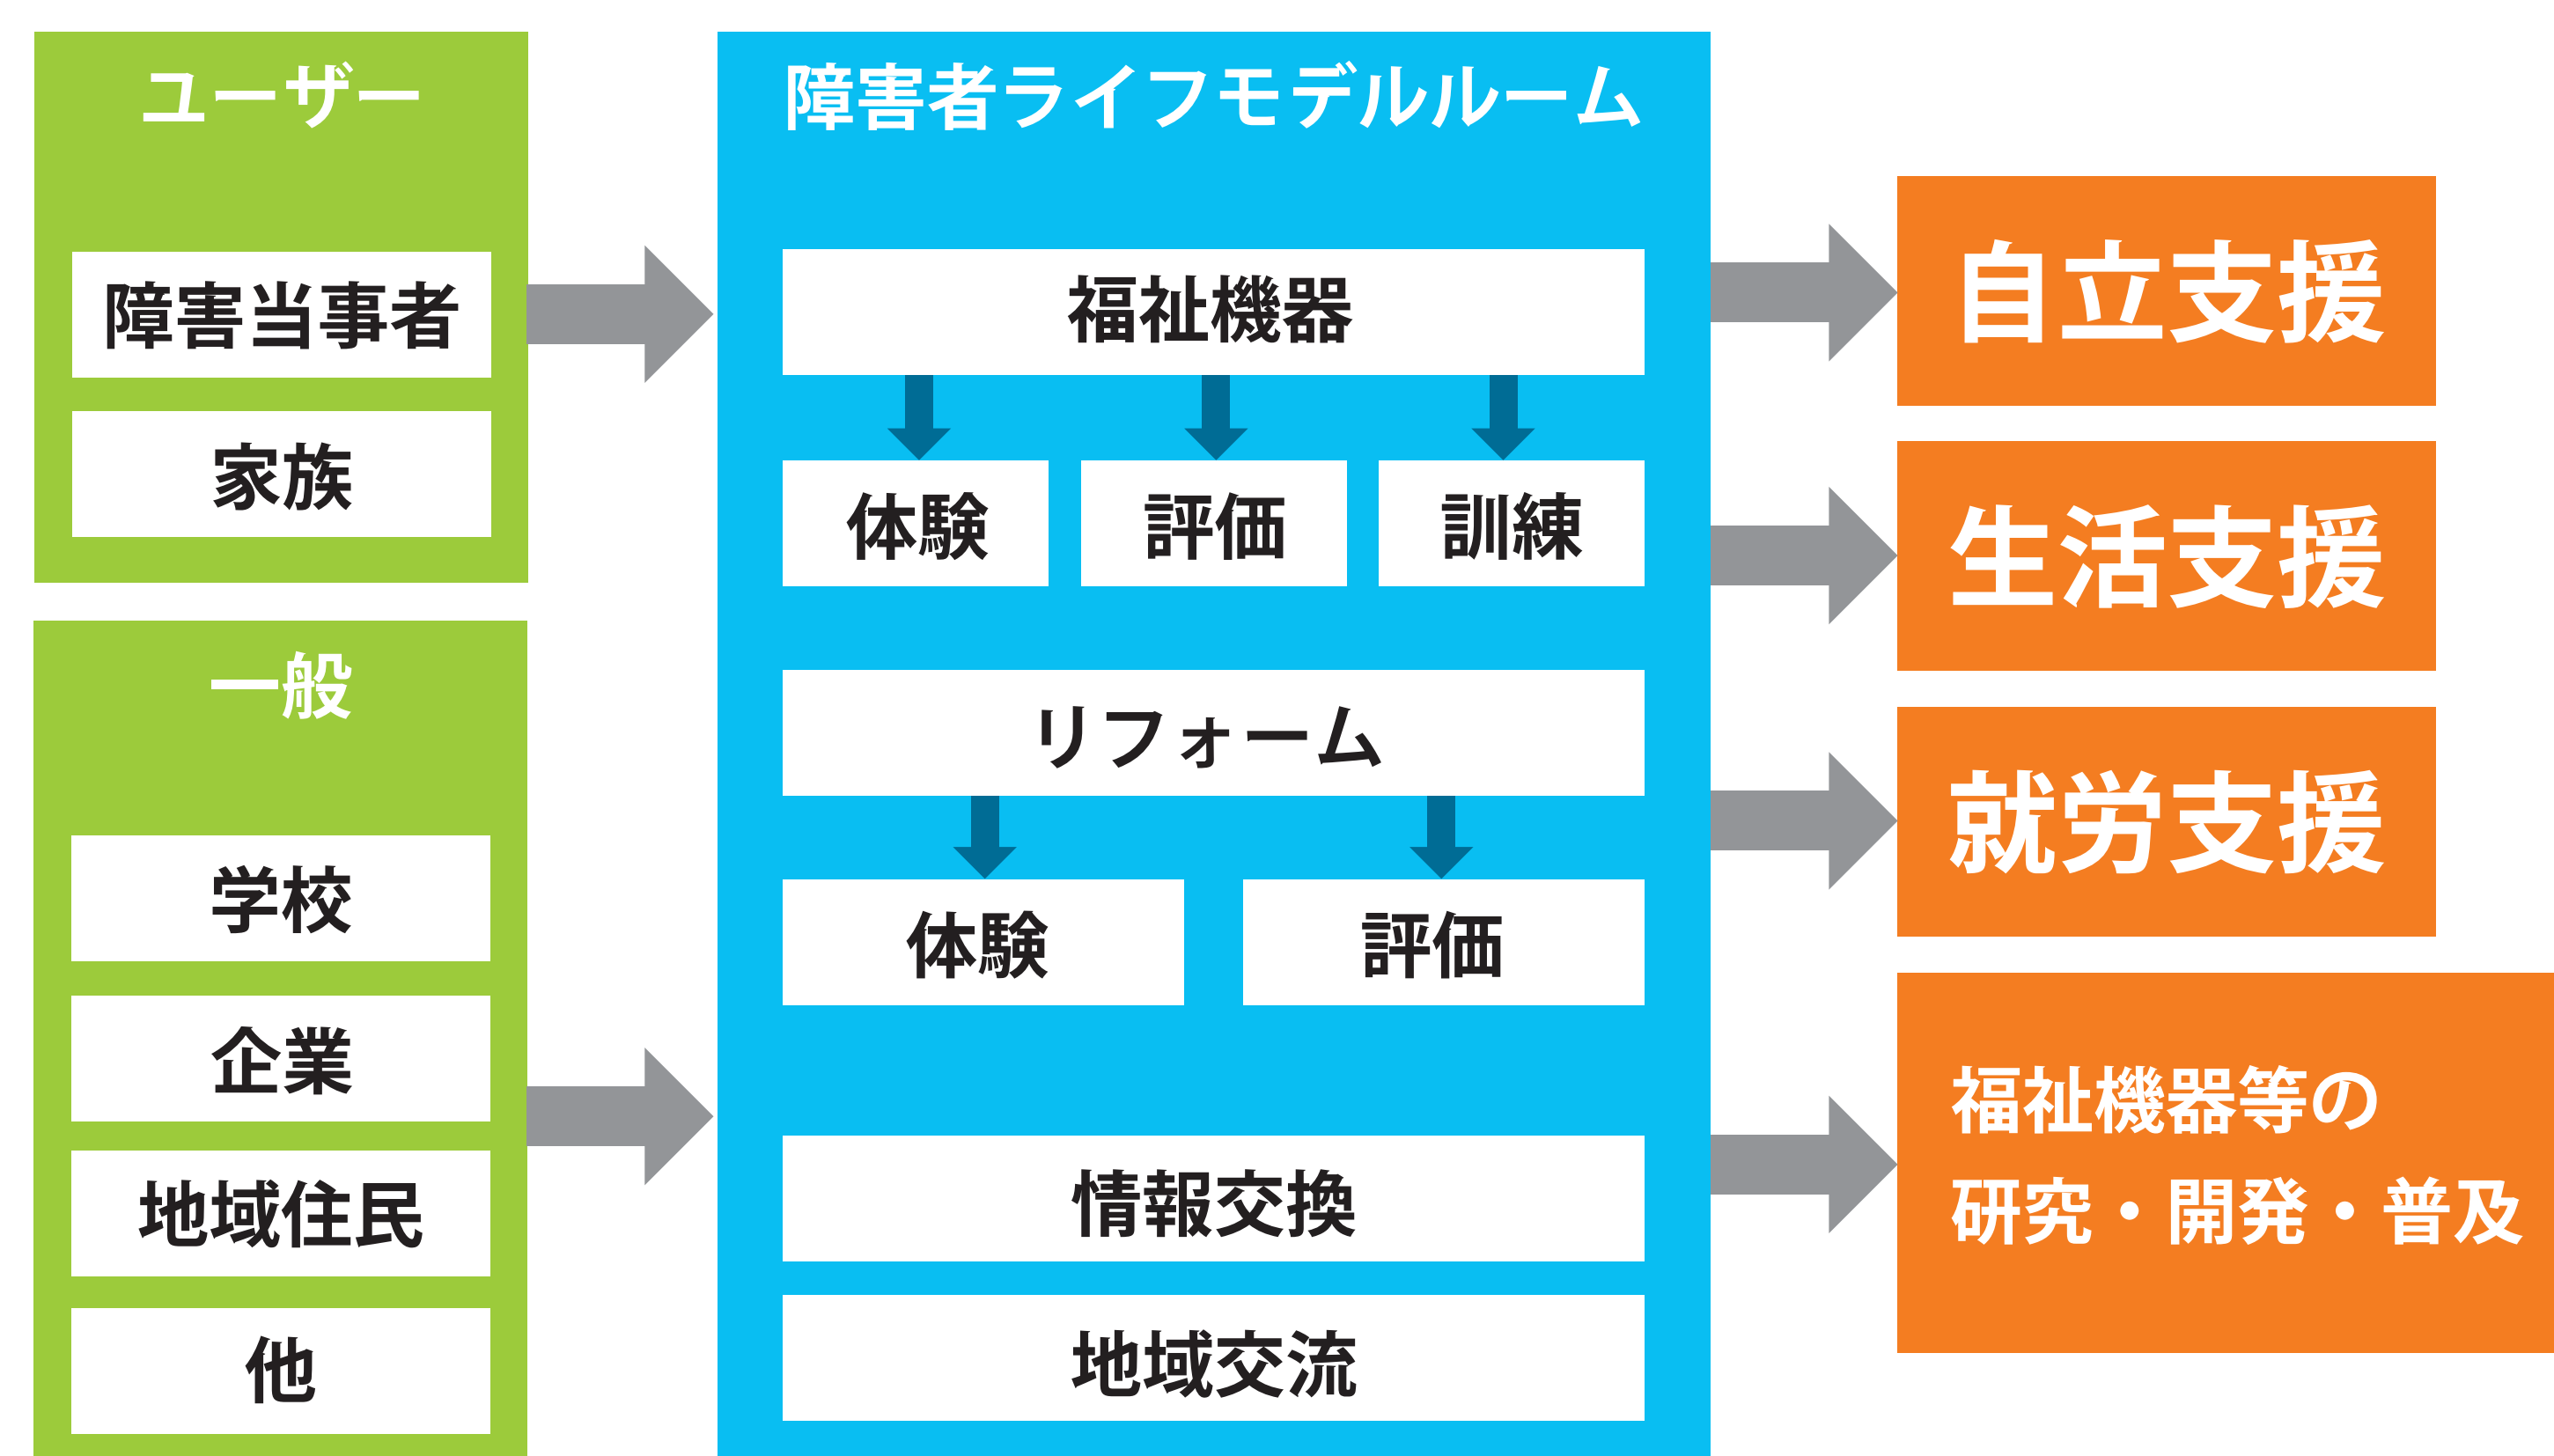 ユーザー
障害当事者
家族
一般
学校
企業
地域住民
他
障害者ライフモデルルーム
福祉機器
体験
評価
訓練
リフォーム
体験
評価
情報交換
地域交流
自立支援
生活支援
就労支援
福祉機器等の
研究・開発・普及